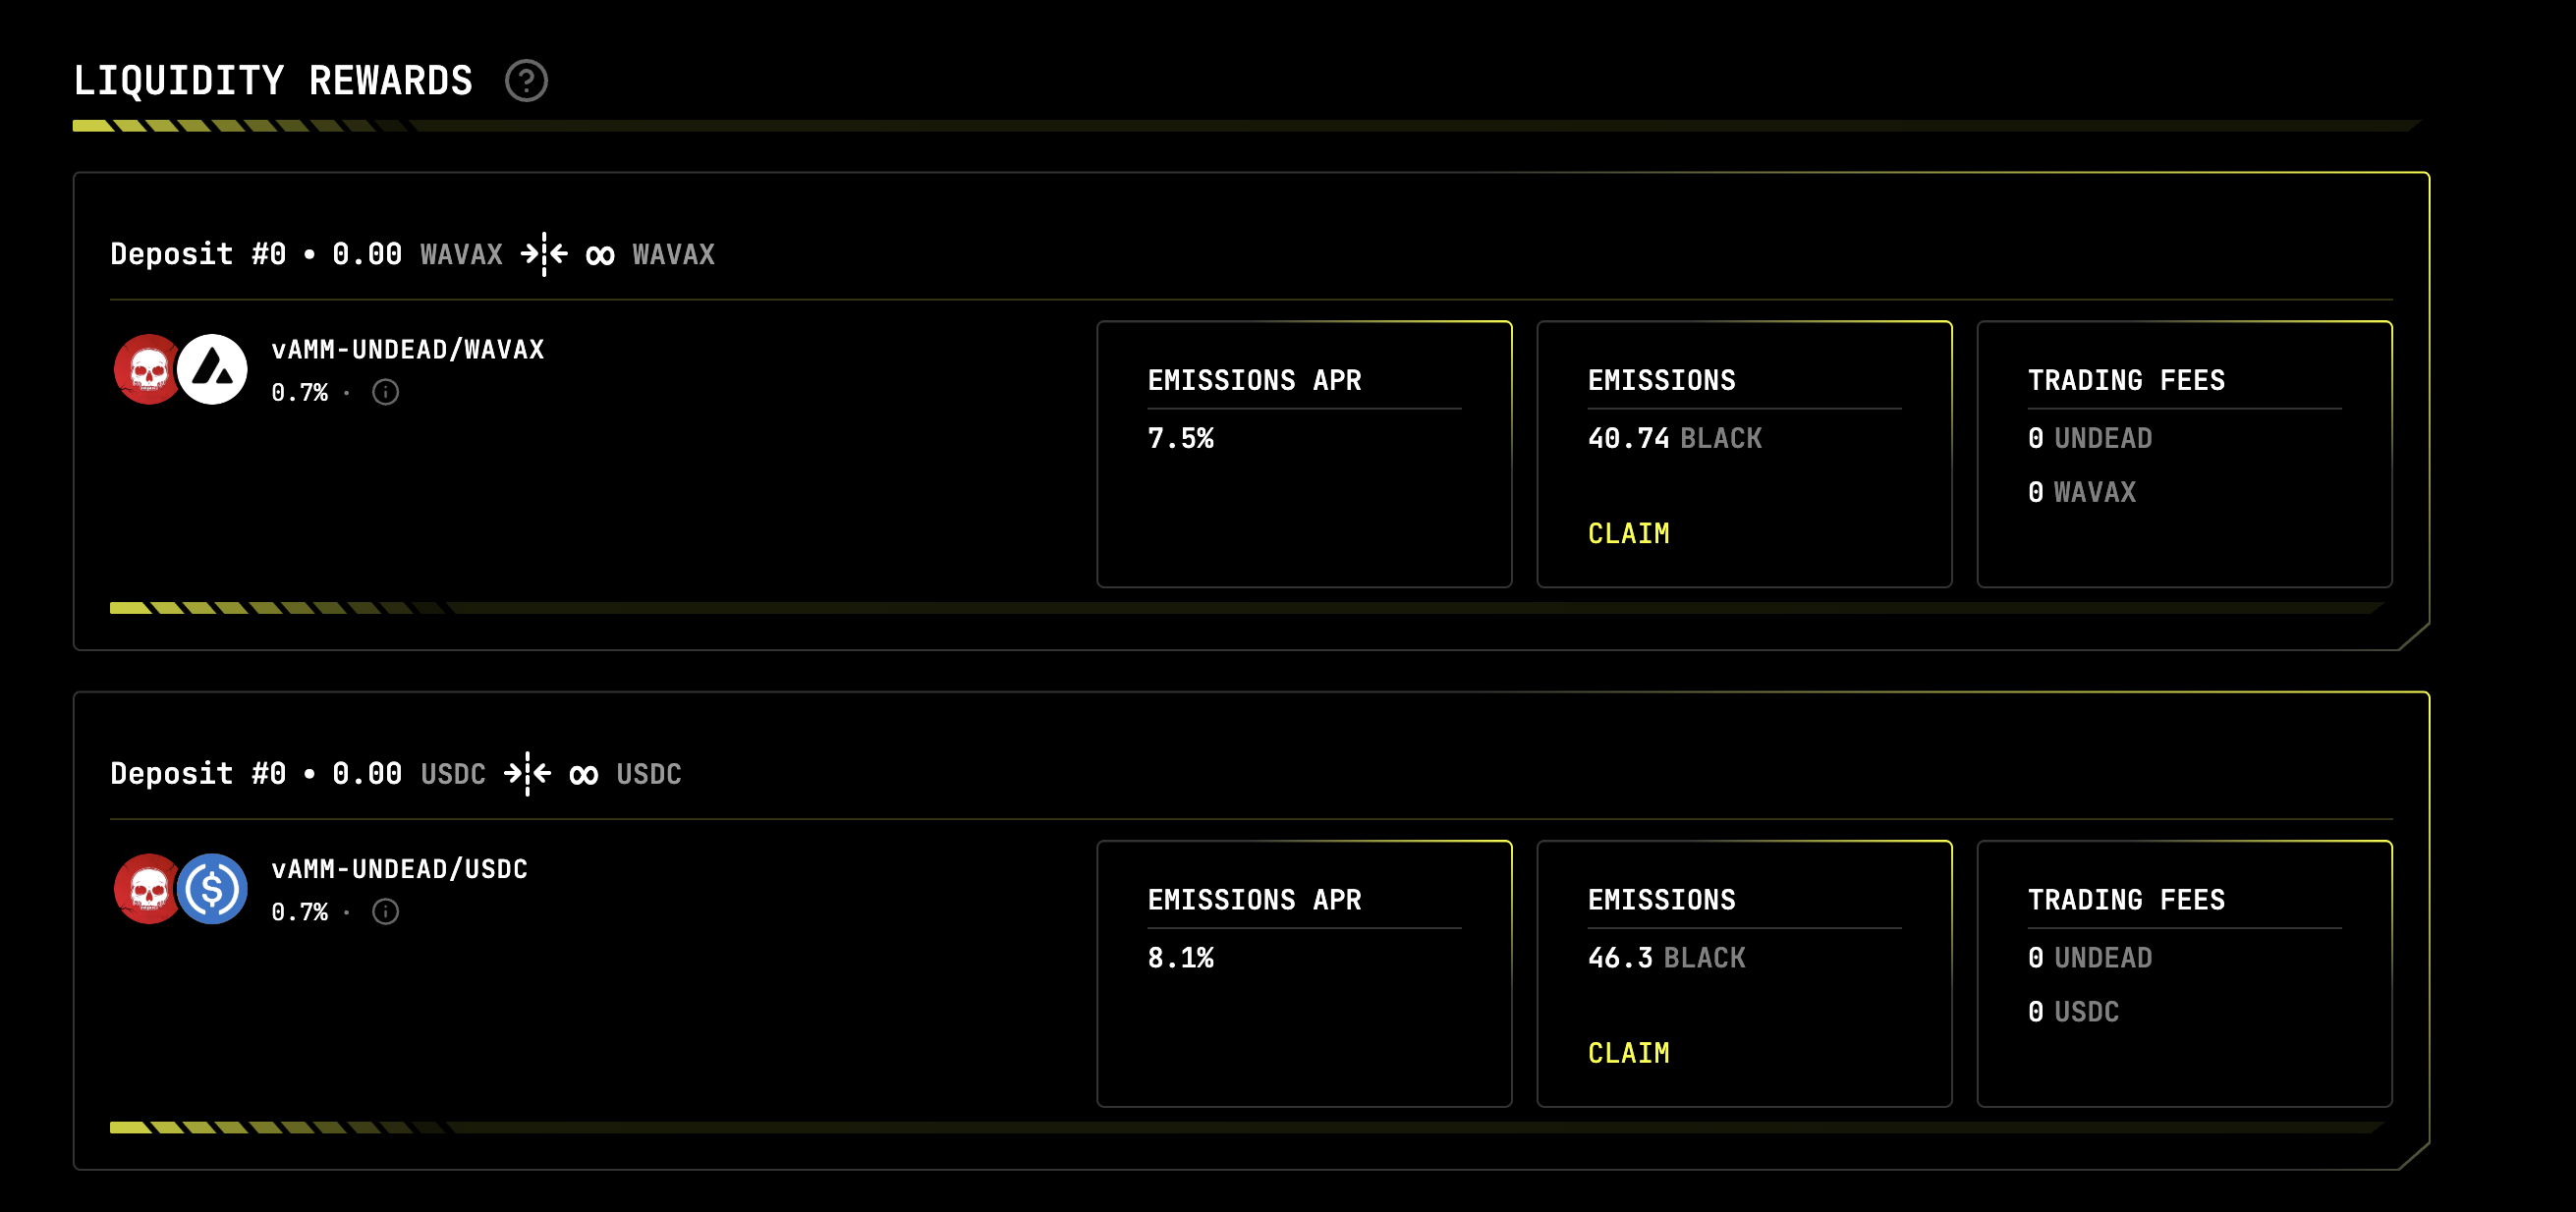 LIQUIDITY REWARDS
Deposit #0 • 0.00 WAVAX ∞ WAVAX
vAMM-UNDEAD/WAVAX
0.7% ·
EMISSIONS APR
7.5%
EMISSIONS
40.74 BLACK
CLAIM
TRADING FEES
0 UNDEAD
0 WAVAX
Deposit #0 • 0.00 USDC ∞ USDC
vAMM-UNDEAD/USDC
0.7% ·
EMISSIONS APR
8.1%
EMISSIONS
46.3 BLACK
CLAIM
TRADING FEES
0 UNDEAD
0 USDC